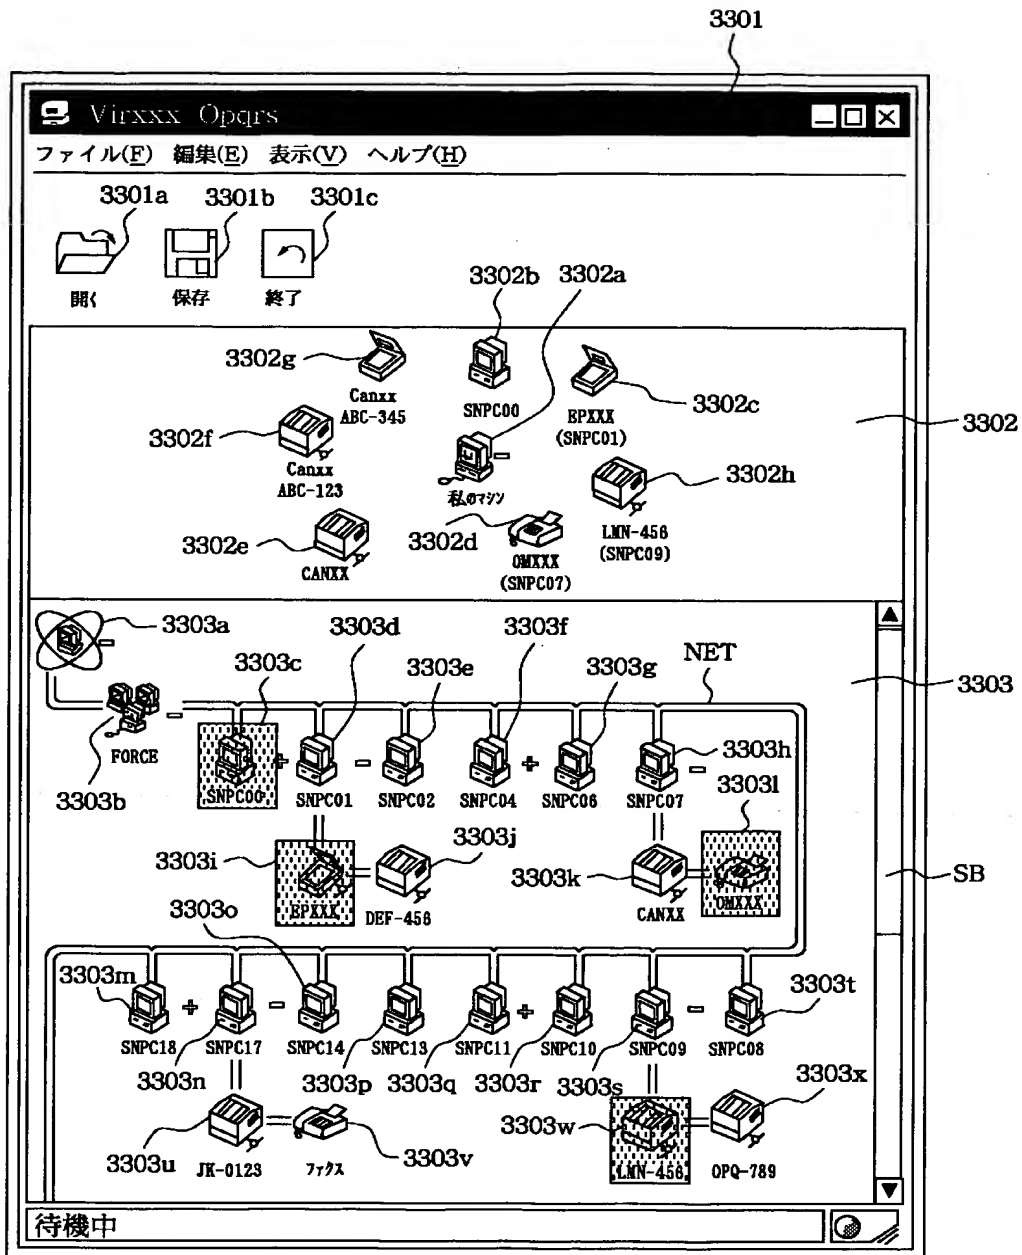 3301
Virxxx Opqrs
ファイル(F) 編集(E) 表示(V) ヘルプ(H)
3301a 3301b 3301c
開く 保存 終了
3302b 3302a
3302g
Canxx
ABC-345
SNPC00
EPXXX
(SNPC01)
3302c
3302
3302f
Canxx
ABC-123
私のマシン
3302h
LMN-456
(SNPC09)
3302e
CANXX
3302d
OMXXX
(SNPC07)
3303a 3303d 3303f
3303c 3303e 3303g NET
3303
FORCE
3303b
3303h
SNPC00 SNPC01 SNPC02 SNPC04 SNPC06 SNPC07
3303l
3303i 3303j
3303k
SB
EPXXX DEF-456 CANXX OMXXX
3303o
3303m 3303t
SNPC18 SNPC17 SNPC14 SNPC13 SNPC11 SNPC10 SNPC09 SNPC08
3303n 3303p 3303q 3303r 3303s 3303x
3303w
3303u JK-0123 ファクス 3303v LMN-456 OPQ-789
待機中